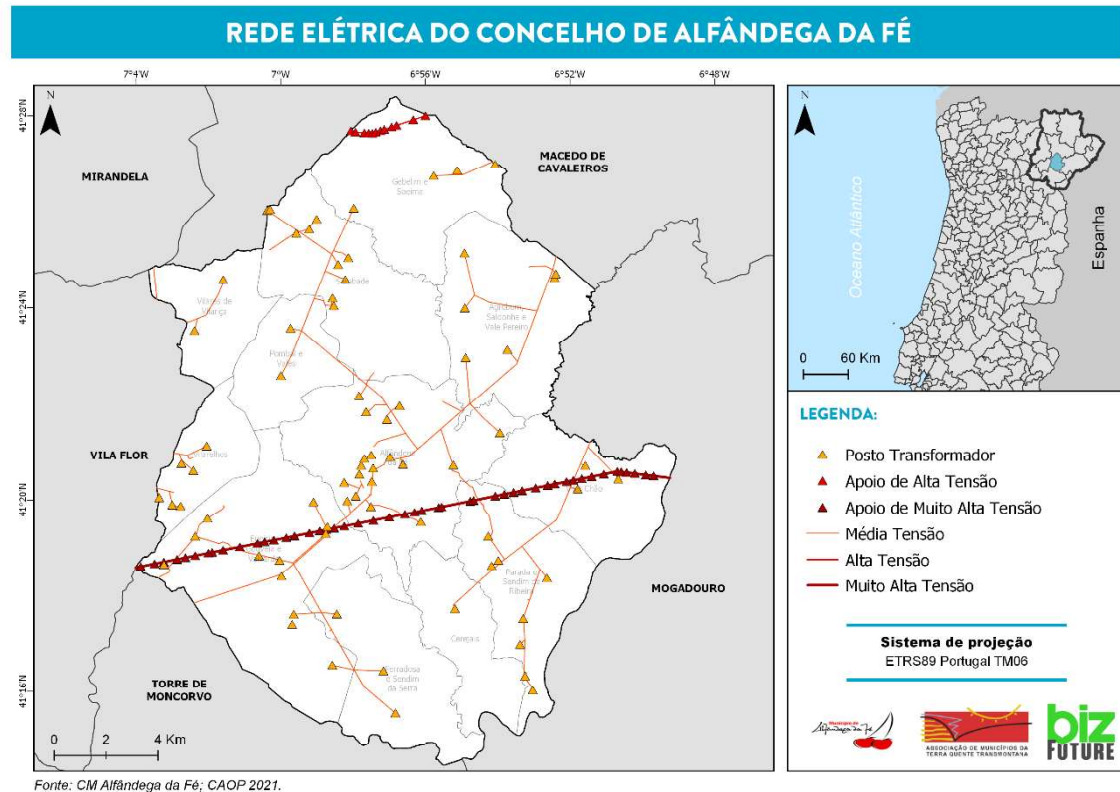 REDE ELÉTRICA DO CONCELHO DE ALFÂNDEGA DA FÉ
7°4'W
7°W
6°56'W
6°52'W
6°48'W
41°28'N
41°24'N
41°20'N
41°16'N
N
MIRANDELA
MACEDO DE
CAVALEIROS
Gebelim e
Soeima
Vilares de
Vilariça
Agrobom,
Saldonha e
Vale Pereiro
Pombal e
Vales
VILA FLOR
Parada e
Sendim da
Ribeira
MOGADOURO
Cerejais
Ferradosa
e Sendim
da Serra
TORRE DE
MONCORVO
0 2 4 Km
Fonte: CM Alfândega da Fé; CAOP 2021.
N
Oceano Atlântico
Espanha
0 60 Km
LEGENDA:
Posto Transformador
Apoio de Alta Tensão
Apoio de Muito Alta Tensão
Média Tensão
Alta Tensão
Muito Alta Tensão
Sistema de projeção
ETRS89 Portugal TM06
Município de
Alfândega da Fé
ASSOCIAÇÃO DE MUNICÍPIOS DA
TERRA QUENTE TRANSMONTANA
biz
FUTURE